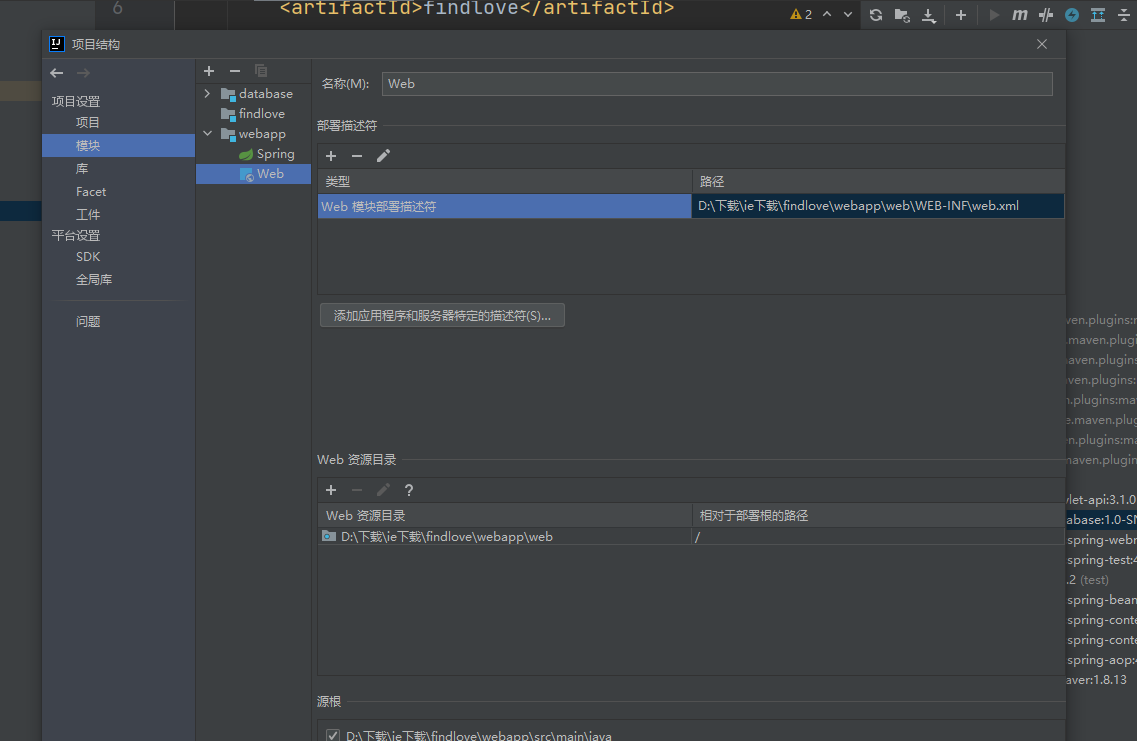 6
<artifactId>findlove</artifactId>
2
m
项目结构
项目设置
项目
模块
库
Facet
工件
平台设置
SDK
全局库
问题
database
findlove
webapp
Spring
Web
名称(M): Web
部署描述符
类型 路径
Web 模块部署描述符 D:\下载\ie下载\findlove\webapp\web\WEB-INF\web.xml
添加应用程序和服务器特定的描述符(S)...
Web 资源目录
?
Web 资源目录 相对于部署根的路径
D:\下载\ie下载\findlove\webapp\web /
源根
D:\下载\ie下载\findlove\webapp\src\main\java
ven.plugins:
.maven.plugi
naven.plugins
ven.plugins:
n.plugins:ma
e.maven.plug
en.plugins:ma
naven.plugin
let-api:3.1.0
abase:1.0-SN
spring-web
spring-test:4
.2 (test)
spring-bean
spring-conte
spring-conte
spring-aop:4
aver:1.8.13